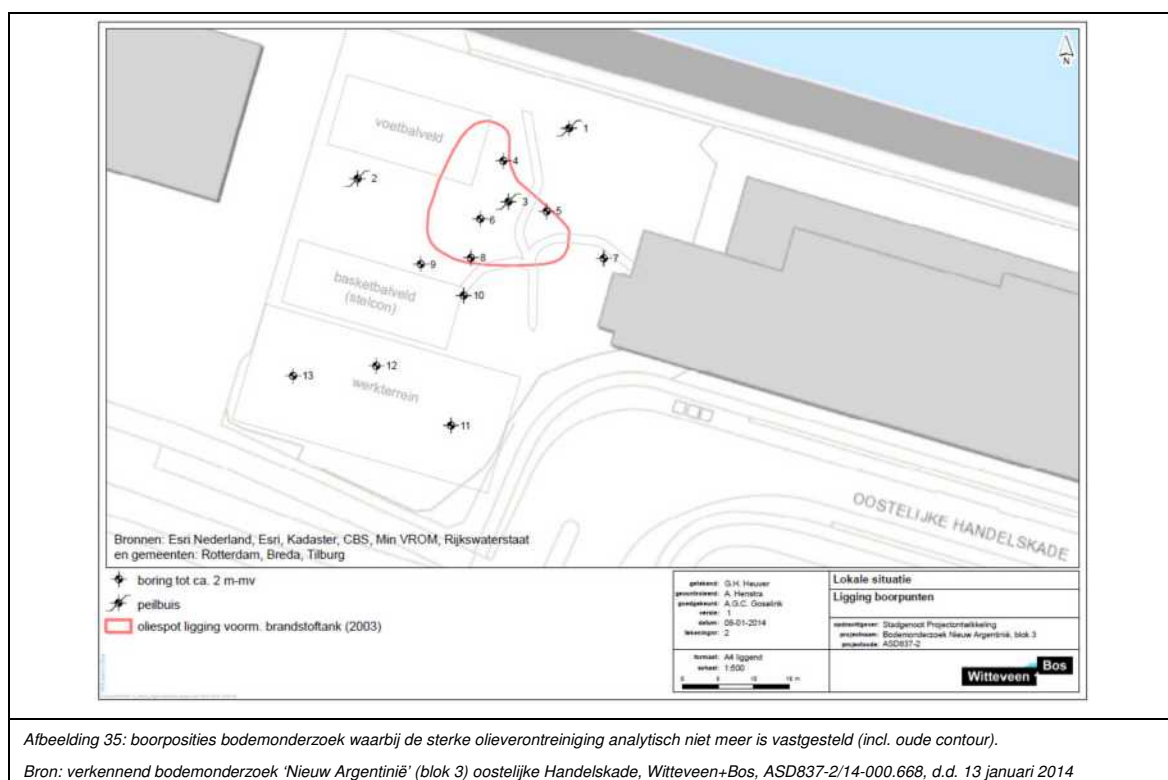 N
voetbalveld
1
2
4
3
5
6
8
7
9
10
basketbalveld
(stelcon)
12
13
werkterrein
11
OOSTELIJKE HANDELSKADE
Bronnen: Esri Nederland, Esri, Kadaster, CBS, Min VROM, Rijkswaterstaat
en gemeenten: Rotterdam, Breda, Tilburg
boring tot ca. 2 m-mv
peilbuis
oliespot ligging voorm. brandstoftank (2003)
getekend: G.H. Heuver
gecontroleerd: A. Henstra
goedgekeurd: A.G.C. Goselink
versie: 1
datum: 08-01-2014
tekeningnr: 2
formaat: A4 liggend
schaal: 1:500
Lokale situatie
Ligging boorpunten
opdrachtgever: Stadgenoot Projectontwikkeling
projectnaam: Bodemonderzoek Nieuw Argentinië, blok 3
projectcode: ASD837-2
Witteveen Bos
Afbeelding 35: boorposities bodemonderzoek waarbij de sterke olieverontreiniging analytisch niet meer is vastgesteld (incl. oude contour).
Bron: verkennend bodemonderzoek ‘Nieuw Argentinië’ (blok 3) oostelijke Handelskade, Witteveen+Bos, ASD837-2/14-000.668, d.d. 13 januari 2014